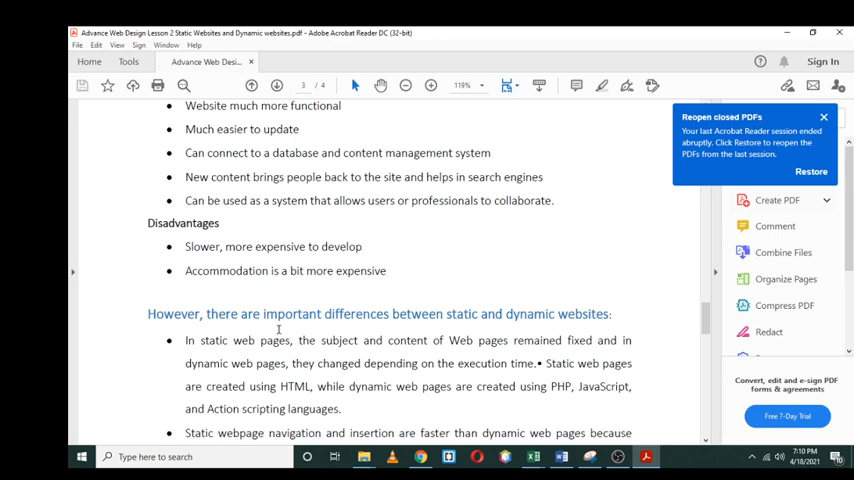 Advance Web Design Lesson 2 Static Websites and Dynamic websites.pdf - Adobe Acrobat Reader DC (32-bit)
File Edit View Sign Window Help
Home Tools Advance Web Desi... × Sign In
3 / 4 119%
• Website much more functional
• Much easier to update
• Can connect to a database and content management system
• New content brings people back to the site and helps in search engines
• Can be used as a system that allows users or professionals to collaborate.
Disadvantages
• Slower, more expensive to develop
• Accommodation is a bit more expensive
However, there are important differences between static and dynamic websites:
• In static web pages, the subject and content of Web pages remained fixed and in
dynamic web pages, they changed depending on the execution time.• Static web pages
are created using HTML, while dynamic web pages are created using PHP, JavaScript,
and Action scripting languages.
• Static webpage navigation and insertion are faster than dynamic web pages because
Reopen closed PDFs
Your last Acrobat Reader session ended
abruptly. Click Restore to reopen the
PDFs from the last session.
Restore
Create PDF
Comment
Combine Files
Organize Pages
Compress PDF
Redact
Convert, edit and e-sign PDF
forms & agreements
Free 7-Day Trial
Type here to search
7:10 PM
4/18/2021